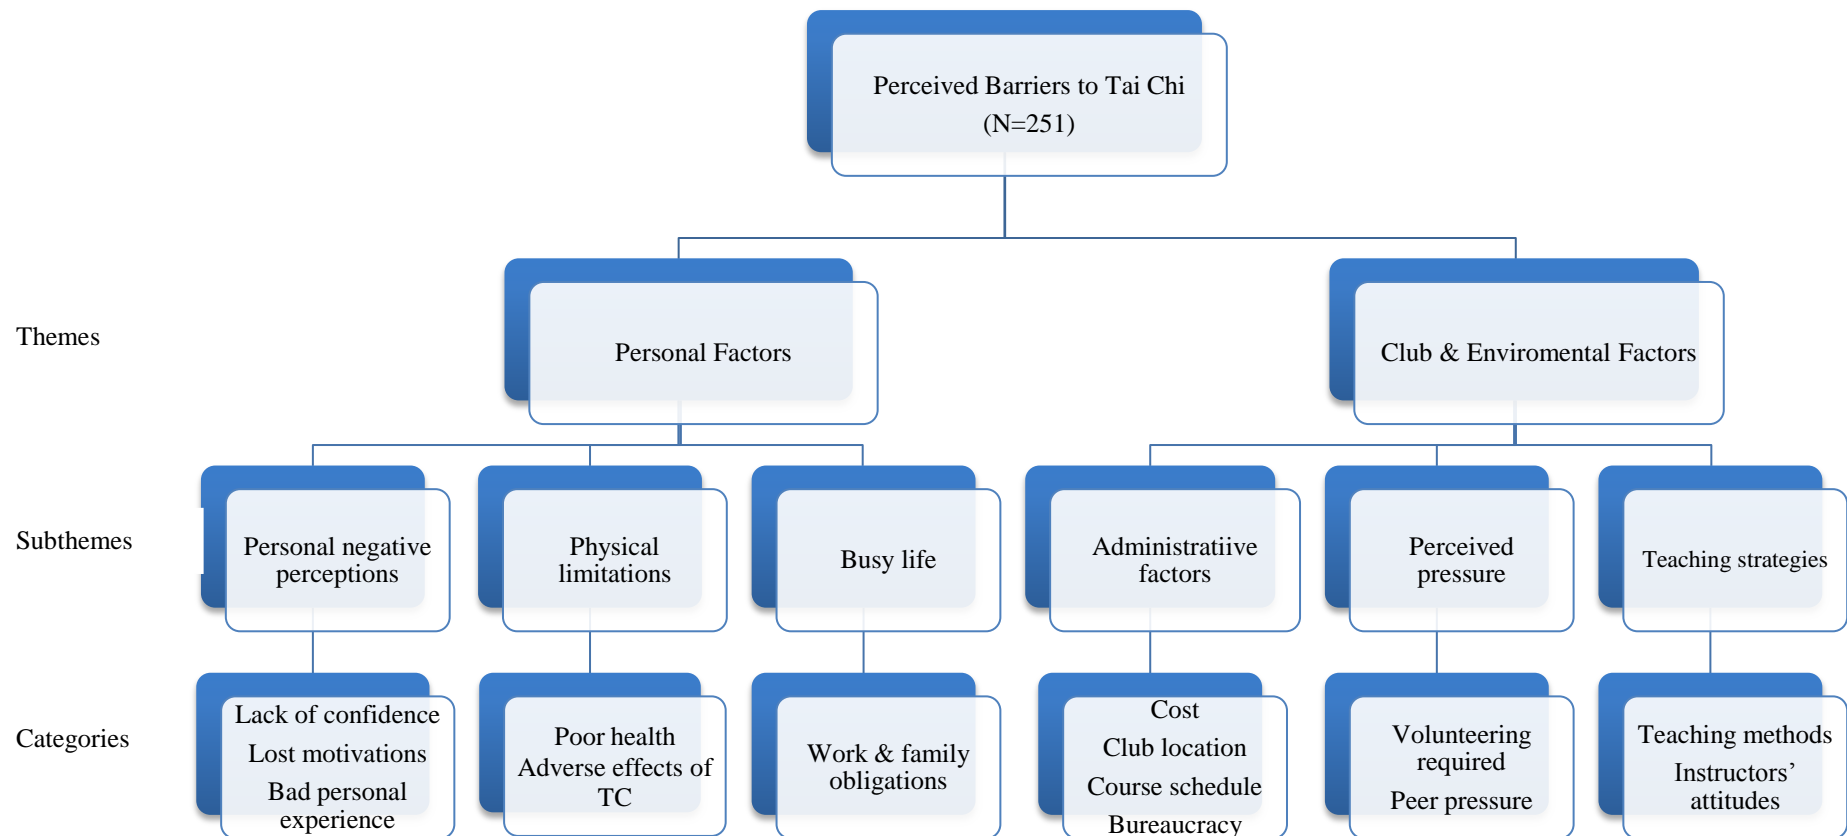 Perceived Barriers to Tai Chi
(N=251)
Themes
Personal Factors
Club & Enviromental Factors
Subthemes
Personal negative
perceptions
Physical
limitations
Busy life
Administratiive
factors
Perceived
pressure
Teaching strategies
Categories
Lack of confidence
Lost motivations
Bad personal
experience
Poor health
Adverse effects of
TC
Work & family
obligations
Cost
Club location
Course schedule
Bureaucracy
Volunteering
required
Peer pressure
Teaching methods
Instructors’
attitudes